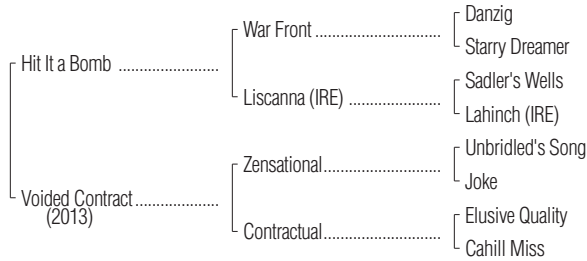 Danzig
War Front ..............................
Starry Dreamer
Hit It a Bomb ........................
Sadler's Wells
Liscanna (IRE) ......................
Lahinch (IRE)
Unbridled's Song
Zensational............................
Joke
Voided Contract....................
(2013)
Elusive Quality
Contractual ............................
Cahill Miss